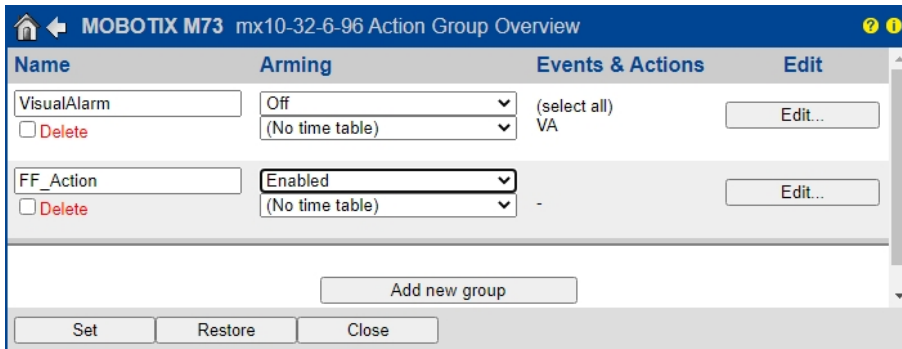 MOBOTIX M73 mx10-32-6-96 Action Group Overview
Name Arming Events & Actions Edit
VisualAlarm Off (select all) Edit...
Delete (No time table) VA
FF_Action Enabled Edit...
Delete (No time table) -
Add new group
Set Restore Close